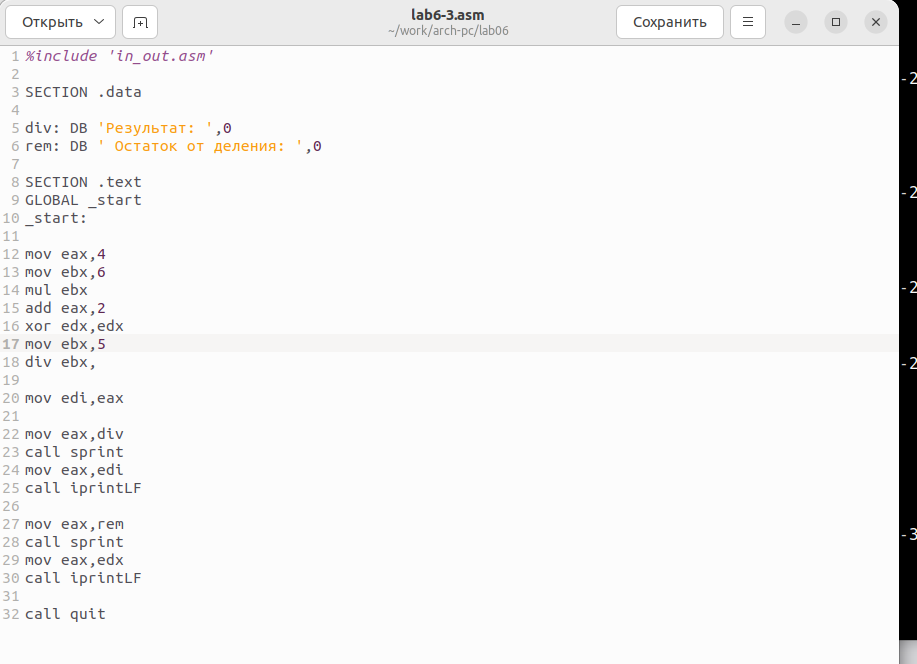 Открыть
lab6-3.asm
~/work/arch-pc/lab06
Сохранить
1 %include 'in_out.asm'
2
3 SECTION .data
4
5 div: DB 'Результат: ',0
6 rem: DB ' Остаток от деления: ',0
7
8 SECTION .text
9 GLOBAL _start
10 _start:
11
12 mov eax,4
13 mov ebx,6
14 mul ebx
15 add eax,2
16 xor edx,edx
17 mov ebx,5
18 div ebx,
19
20 mov edi,eax
21
22 mov eax,div
23 call sprint
24 mov eax,edi
25 call iprintLF
26
27 mov eax,rem
28 call sprint
29 mov eax,edx
30 call iprintLF
31
32 call quit
-2
-2
-2
-2
-3